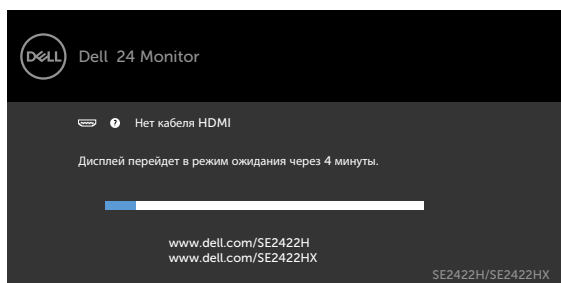 DELL Dell 24 Monitor
? Нет кабеля HDMI
Дисплей перейдет в режим ожидания через 4 минуты.
www.dell.com/SE2422H
www.dell.com/SE2422HX
SE2422H/SE2422HX